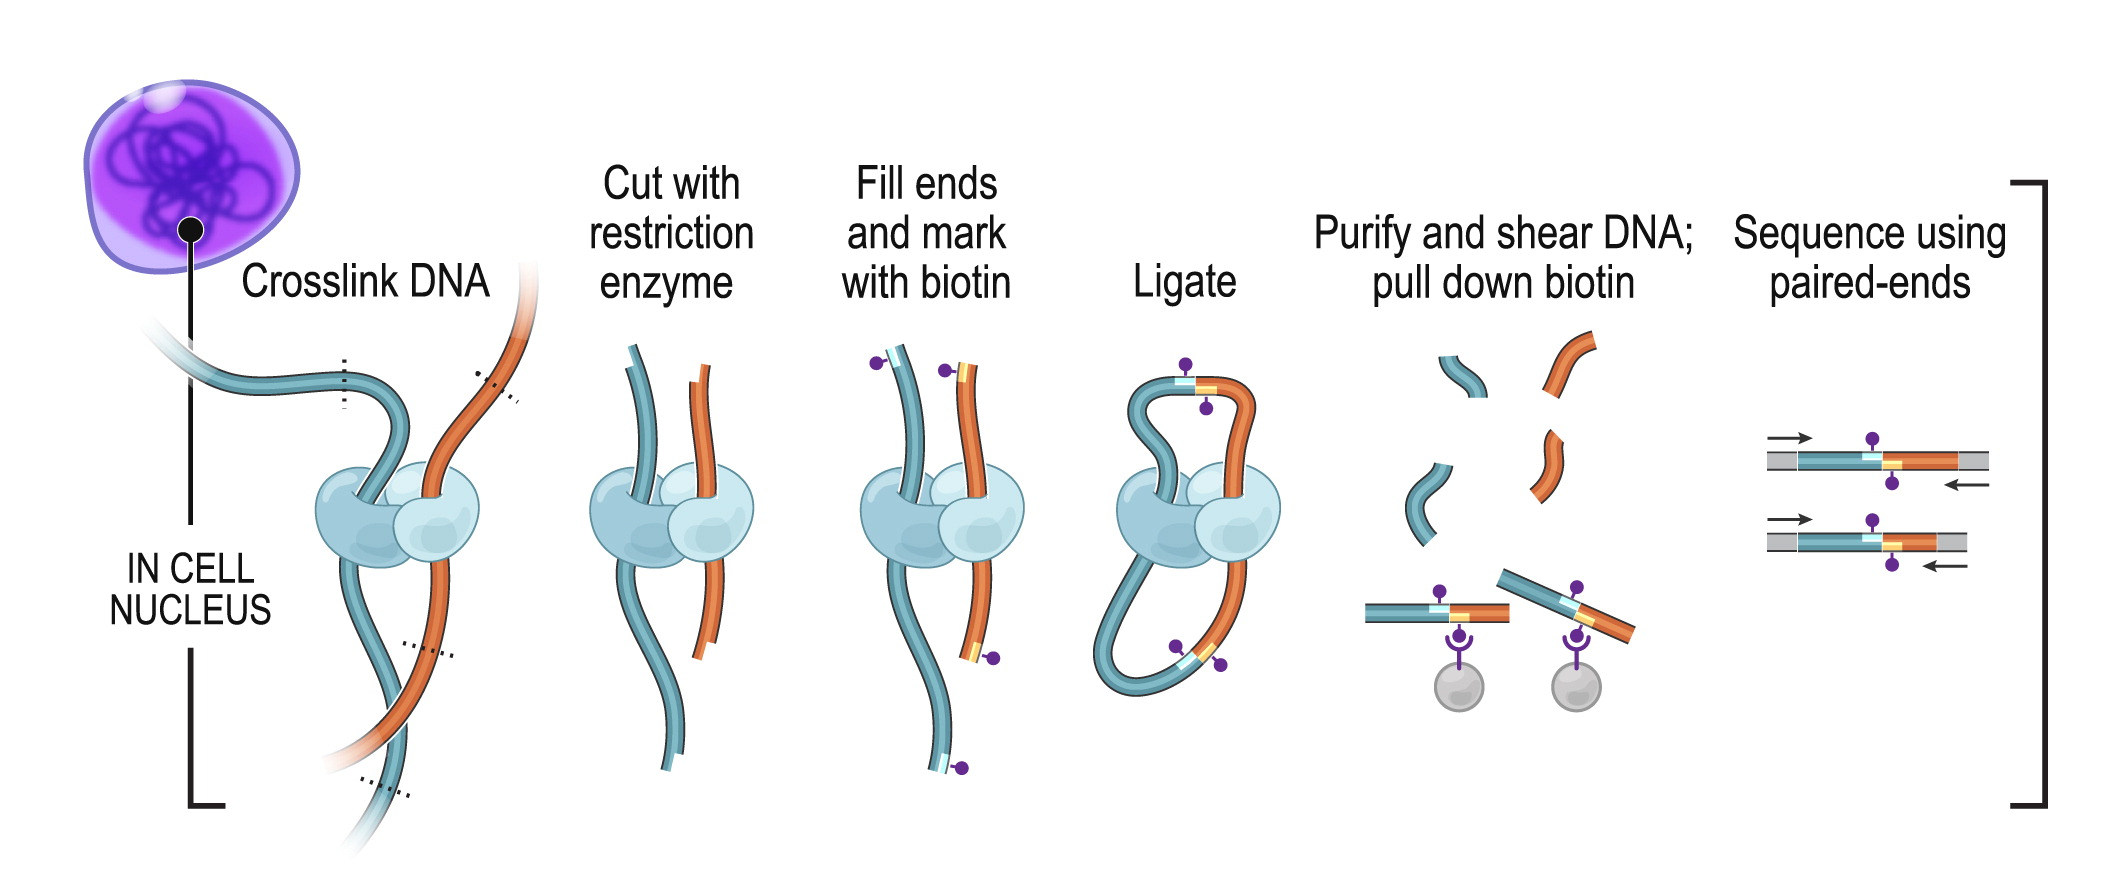 Crosslink DNA
Cut with
restriction
enzyme
Fill ends
and mark
with biotin
Ligate
Purify and shear DNA;
pull down biotin
Sequence using
paired-ends
IN CELL
NUCLEUS